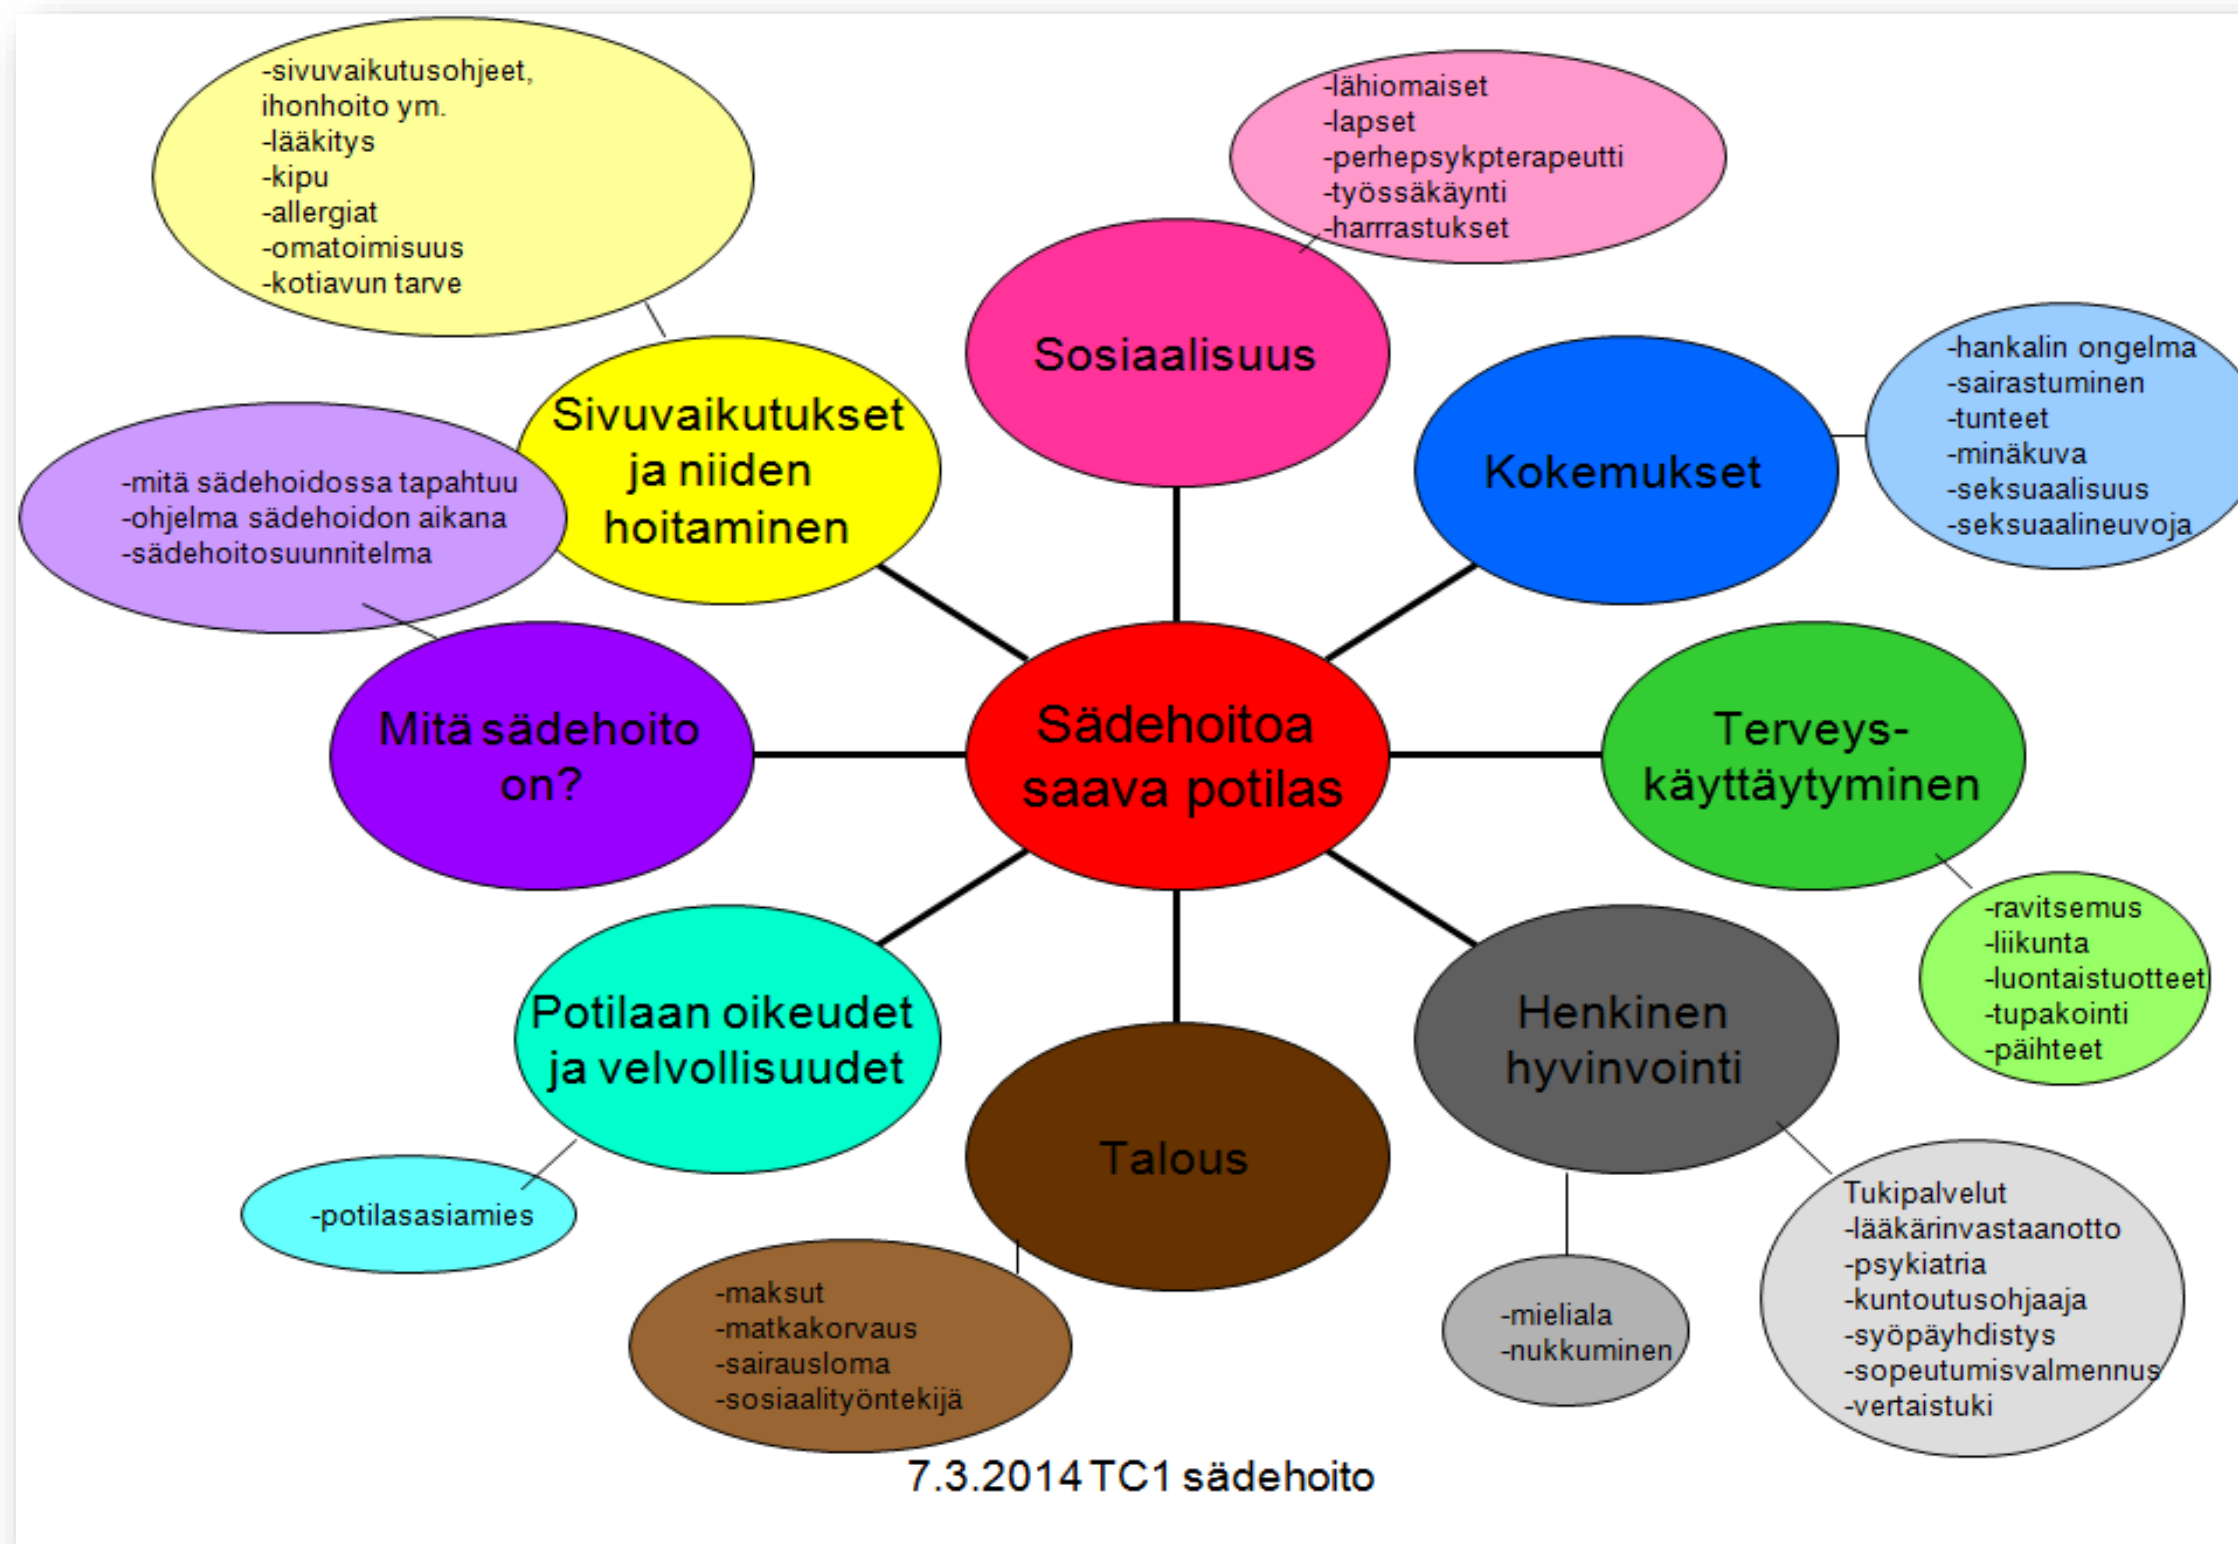 -sivuvaikutusohjeet,
ihonhoito ym.
-lääkitys
-kipu
-allergiat
-omatoimisuus
-kotiavun tarve
-lähiomaiset
-lapset
-perhepsykpterapeutti
-työssäkäynti
-harrrastukset
Sosiaalisuus
-hankalin ongelma
-sairastuminen
-tunteet
-minäkuva
-seksuaalisuus
-seksuaalineuvoja
Kokemukset
Sivuvaikutukset
ja niiden
hoitaminen
-mitä sädehoidossa tapahtuu
-ohjelma sädehoidon aikana
-sädehoitosuunnitelma
Mitä sädehoito
on?
Sädehoitoa
saava potilas
Terveys-
käyttäytyminen
-ravitsemus
-liikunta
-luontaistuotteet
-tupakointi
-päihteet
Potilaan oikeudet
ja velvollisuudet
-potilasasiamies
Talous
-maksut
-matkakorvaus
-sairausloma
-sosiaalityöntekijä
Henkinen
hyvinvointi
-mieliala
-nukkuminen
Tukipalvelut
-lääkärinvastaanotto
-psykiatria
-kuntoutusohjaaja
-syöpäyhdistys
-sopeutumisvalmennus
-vertaistuki
7.3.2014 TC1 sädehoito